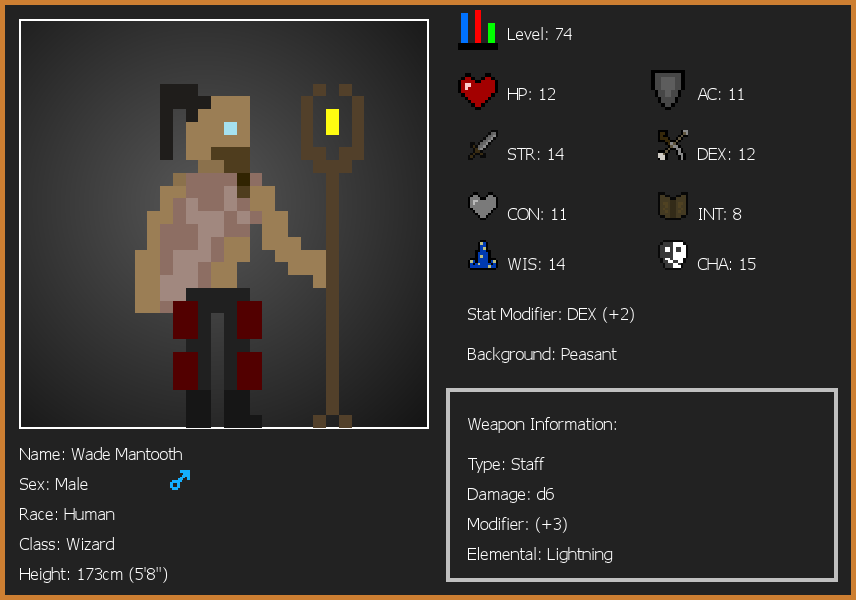 Level: 74
HP: 12
AC: 11
STR: 14
DEX: 12
CON: 11
INT: 8
WIS: 14
CHA: 15
Stat Modifier: DEX (+2)
Background: Peasant
Weapon Information:
Type: Staff
Damage: d6
Modifier: (+3)
Elemental: Lightning
Name: Wade Mantooth
Sex: Male
Race: Human
Class: Wizard
Height: 173cm (5'8")